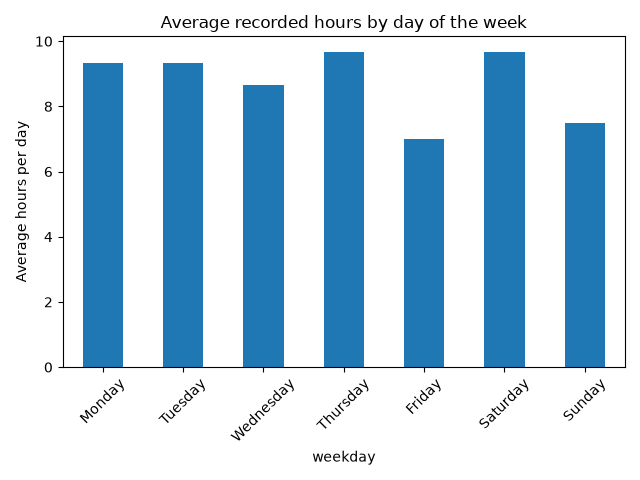 Average recorded hours by day of the week
Average hours per day
10
8
6
4
2
0
Monday
Tuesday
Wednesday
Thursday
Friday
Saturday
Sunday
weekday